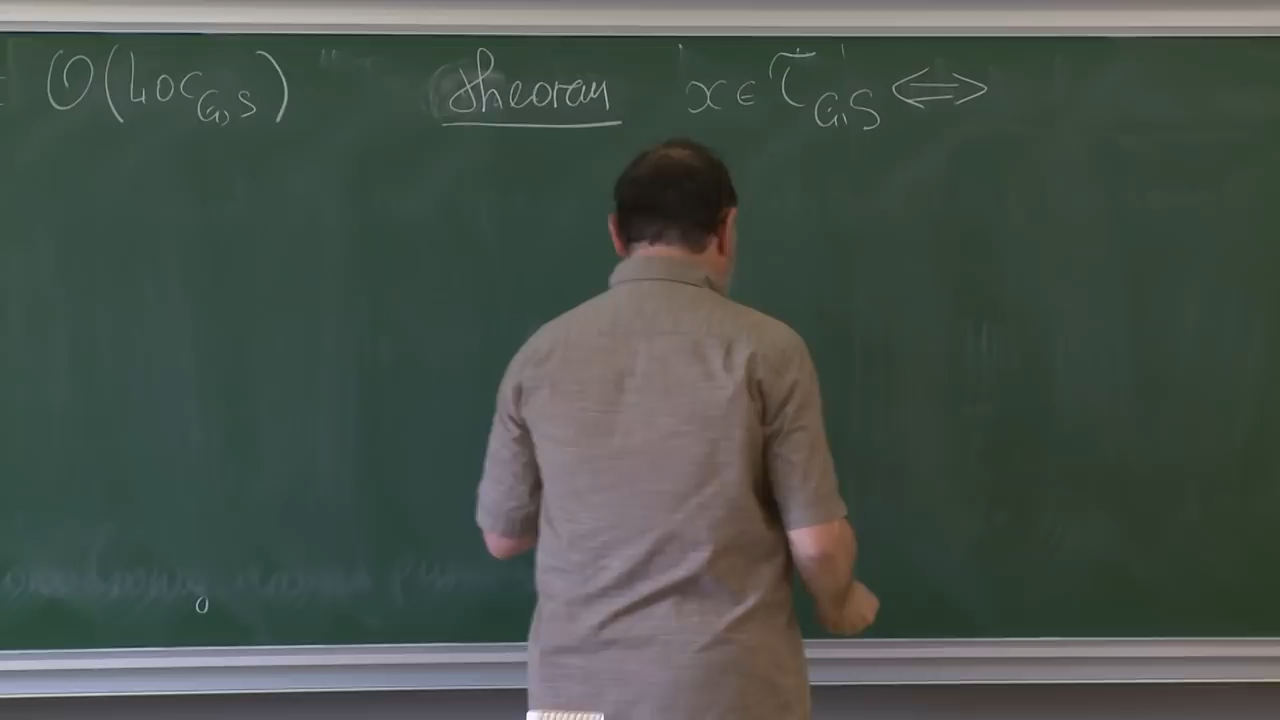 O(Loc_{G,S}) Theorem x ∈ T_{G,S} ⟺